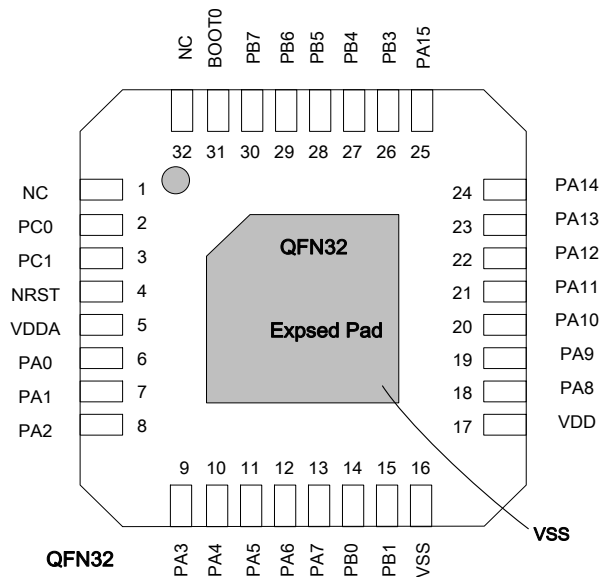 NC
BOOT0
PB7
PB6
PB5
PB4
PB3
PA15
32
31
30
29
28
27
26
25
NC 1
PC0 2
PC1 3
NRST 4
VDDA 5
PA0 6
PA1 7
PA2 8
QFN32
Expsed Pad
24 PA14
23 PA13
22 PA12
21 PA11
20 PA10
19 PA9
18 PA8
17 VDD
9
10
11
12
13
14
15
16
PA3
PA4
PA5
PA6
PA7
PB0
PB1
VSS
VSS
QFN32